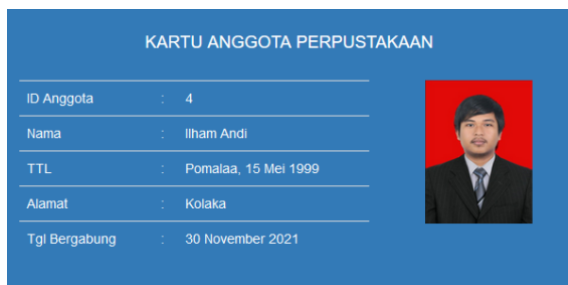 KARTU ANGGOTA PERPUSTAKAAN
ID Anggota : 4
Nama : Ilham Andi
TTL : Pomalaa, 15 Mei 1999
Alamat : Kolaka
Tgl Bergabung : 30 November 2021